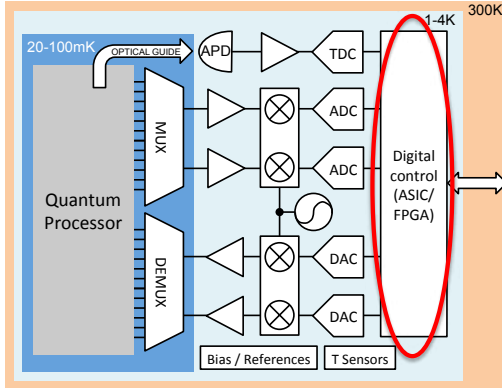 300K
1-4K
20-100mK
OPTICAL GUIDE
APD
TDC
MUX
ADC
ADC
Quantum
Processor
Digital
control
(ASIC/
FPGA)
DEMUX
DAC
DAC
Bias / References
T Sensors